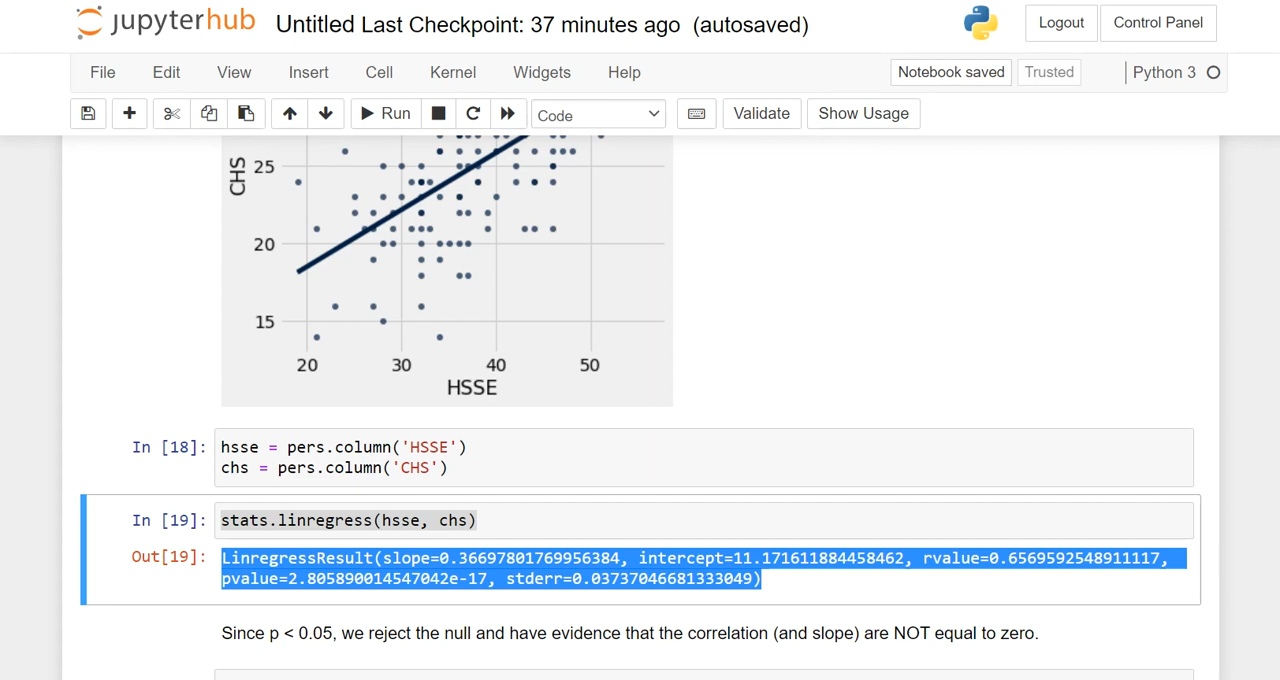 jupyterhub Untitled Last Checkpoint: 37 minutes ago (autosaved) Logout Control Panel
File Edit View Insert Cell Kernel Widgets Help Notebook saved Trusted Python 3
Run Code Validate Show Usage
CHS
25
20
15
20 30 40 50
HSSE
In [18]: hsse = pers.column('HSSE')
chs = pers.column('CHS')
In [19]: stats.linregress(hsse, chs)
Out[19]: LinregressResult(slope=0.36697801769956384, intercept=11.171611884458462, rvalue=0.6569592548911117,
pvalue=2.805890014547042e-17, stderr=0.03737046681333049)
Since p < 0.05, we reject the null and have evidence that the correlation (and slope) are NOT equal to zero.